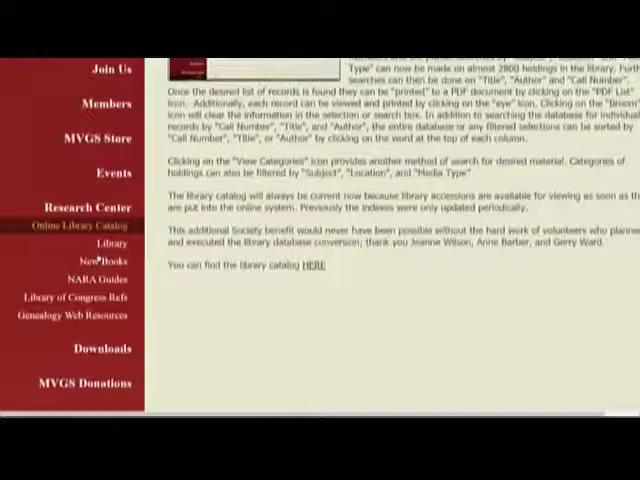 Join Us
Members
MVGS Store
Events
Research Center
Online Library Catalog
Library
New Books
NARA Guides
Library of Congress Refs
Genealogy Web Resources
Downloads
MVGS Donations
Type" can now be made on almost 2800 holdings in the library. Furth
searches can then be done on "Title", "Author" and "Call Number".
Once the desired list of records is found they can be "printed" to a PDF document by clicking on the "PDF List"
icon. Additionally, each record can be viewed and printed by clicking on the "eye" icon. Clicking on the "Broom"
icon will clear the information in the selection or search box. In addition to searching the database for individual
records by "Call Number", "Title", and "Author", the entire database or any filtered selections can be sorted by
"Call Number", "Title", or "Author" by clicking on the word at the top of each column.
Clicking on the "View Categories" icon provides another method of search for desired material. Categories of
holdings can also be filtered by "Subject", "Location", and "Media Type"
The library catalog will always be current now because library accessions are available for viewing as soon as th
are put into the online system. Previously the indexes were only updated periodically.
This additional Society benefit would never have been possible without the hard work of volunteers who planne
and executed the library database conversion, thank you Jeanne Wilson, Anne Barber, and Gerry Ward.
You can find the library catalog HERE